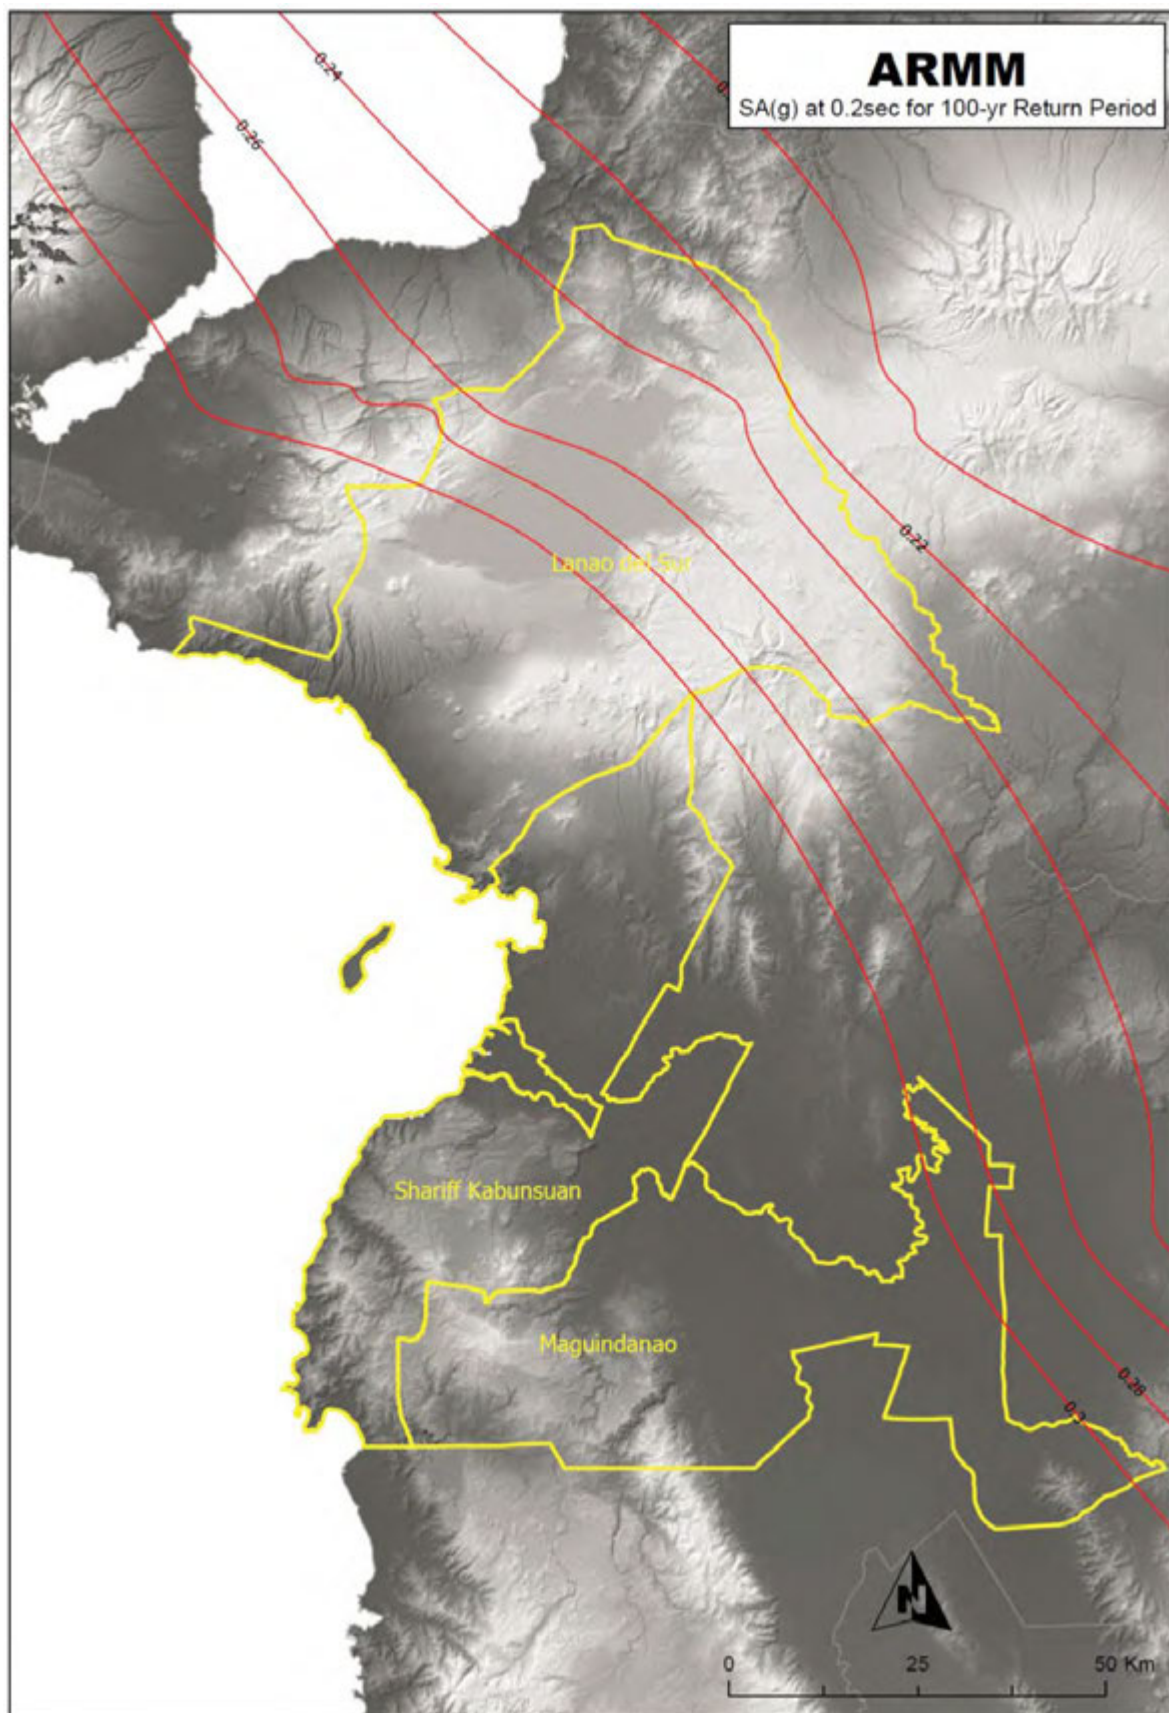 ARMM
SA(g) at 0.2sec for 100-yr Return Period
0.24
0.26
0.22
Lanao del Sur
Shariff Kabunsuan
Maguindanao
0.28
0.3
N
0 25 50 Km